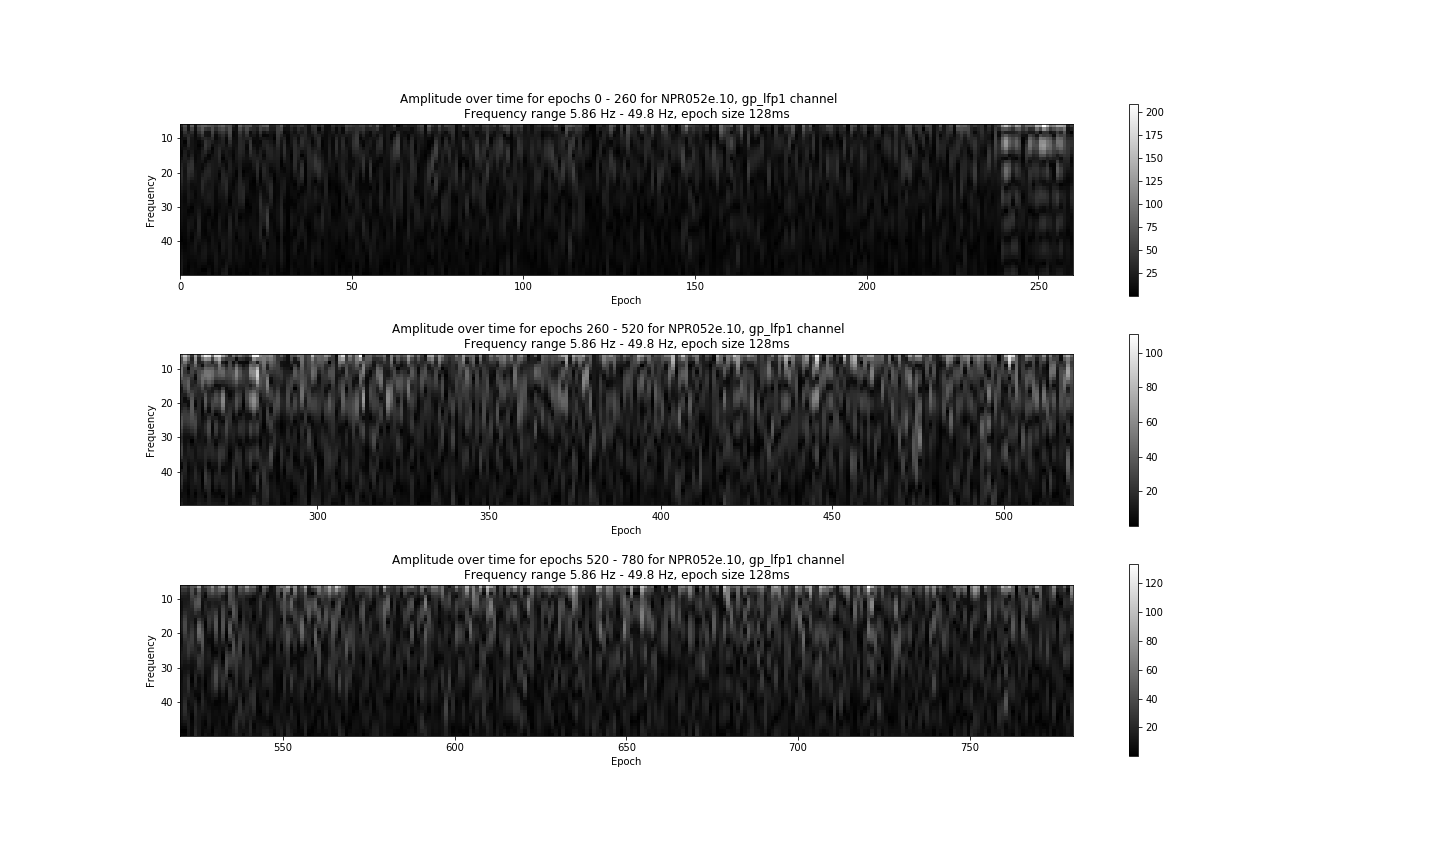 Amplitude over time for epochs 0 - 260 for NPR052e.10, gp_lfp1 channel
Frequency range 5.86 Hz - 49.8 Hz, epoch size 128ms
Frequency
10
20
30
40
0 50 100 150 200 250
Epoch
200
175
150
125
100
75
50
25
Amplitude over time for epochs 260 - 520 for NPR052e.10, gp_lfp1 channel
Frequency range 5.86 Hz - 49.8 Hz, epoch size 128ms
Frequency
10
20
30
40
300 350 400 450 500
Epoch
100
80
60
40
20
Amplitude over time for epochs 520 - 780 for NPR052e.10, gp_lfp1 channel
Frequency range 5.86 Hz - 49.8 Hz, epoch size 128ms
Frequency
10
20
30
40
550 600 650 700 750
Epoch
120
100
80
60
40
20